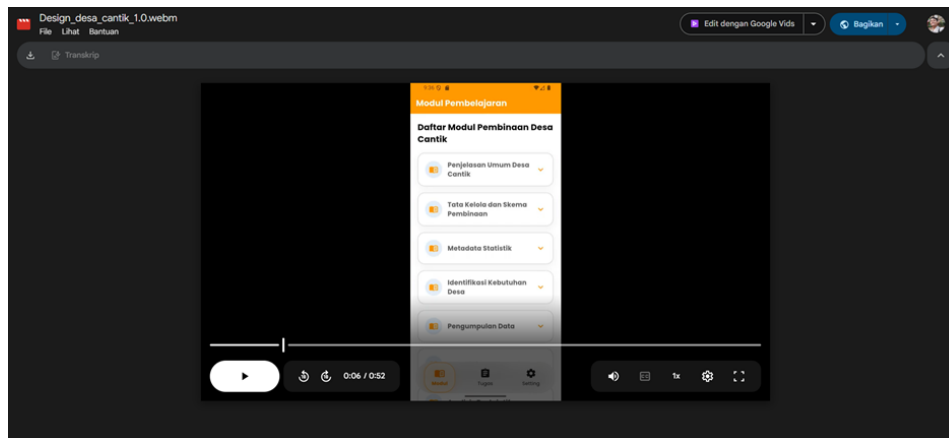 Design_desa_cantik_1.0.webm
File Lihat Bantuan
Edit dengan Google Vids
Bagikan
Transkrip
9:26
Modul Pembelajaran
Daftar Modul Pembinaan Desa
Cantik
Penjelasan Umum Desa
Cantik
Tata Kelola dan Skema
Pembinaan
Metadata Statistik
Identifikasi Kebutuhan
Desa
Pengumpulan Data
Modul Tugas Setting
0:06 / 0:52
1x